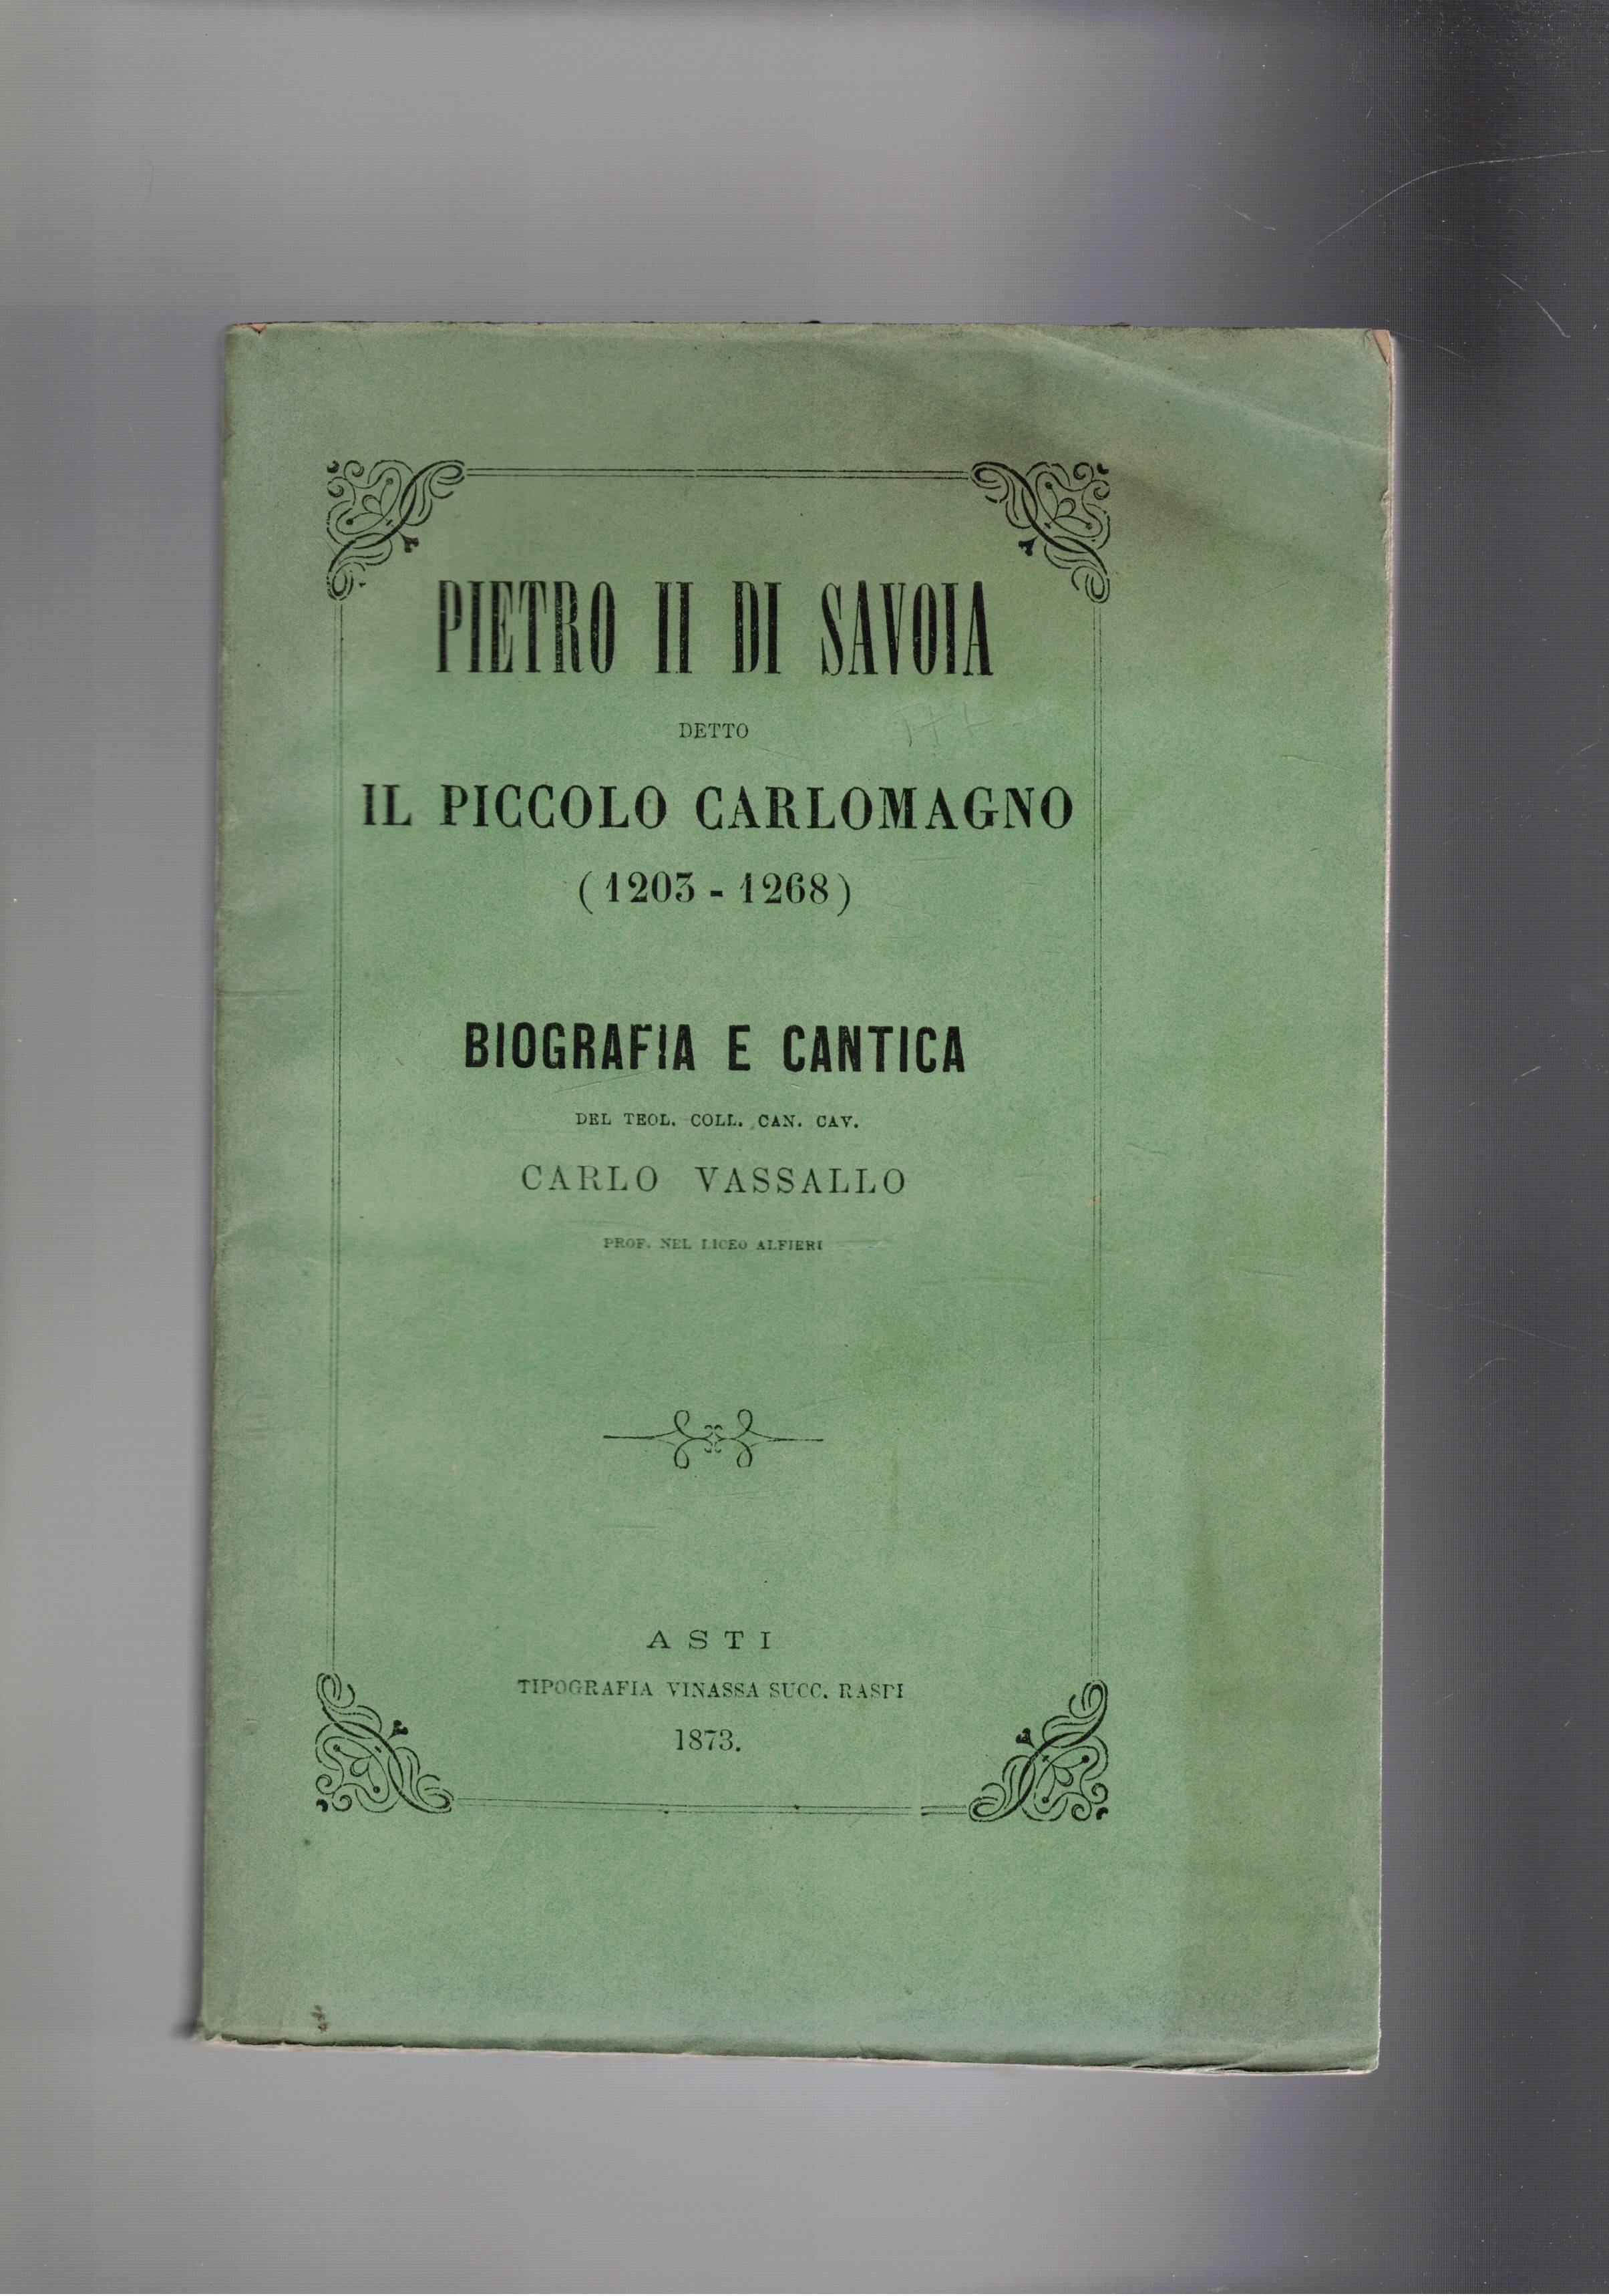 PIETRO II DI SAVOIA
DETTO
IL PICCOLO CARLOMAGNO
(1203 - 1268)
BIOGRAFIA E CANTICA
DEL TEOL. COLL. CAN. CAV.
CARLO VASSALLO
PROF. NEL LICEO ALFIERI
ASTI
TIPOGRAFIA VINASSA SUCC. RASPI
1873.